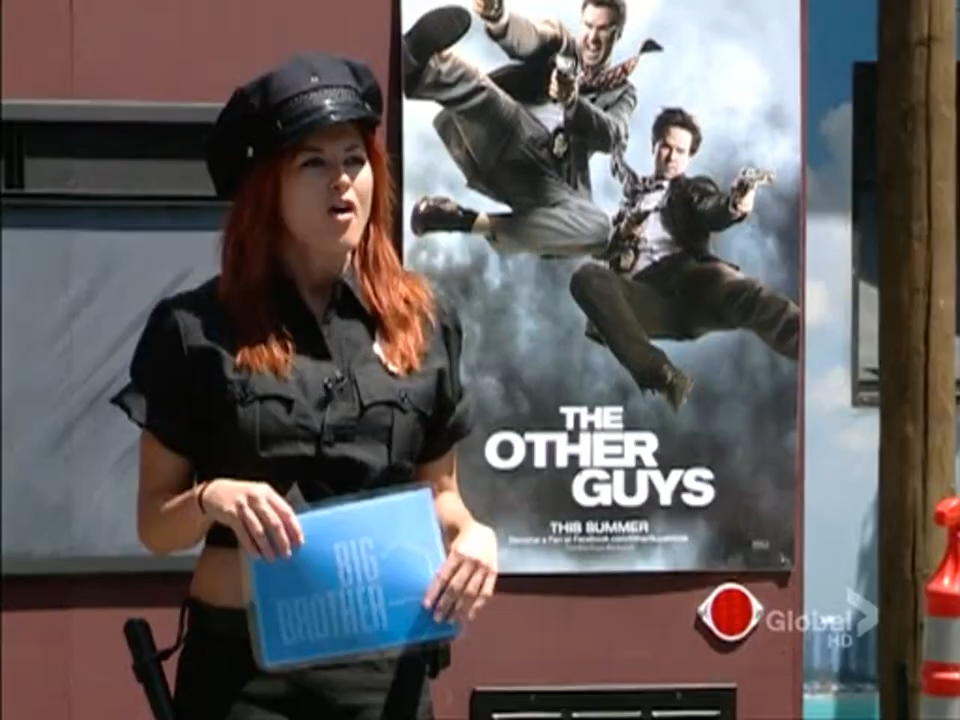 THE
OTHER
GUYS
THIS SUMMER
BIG
BROTHER
Global
HD